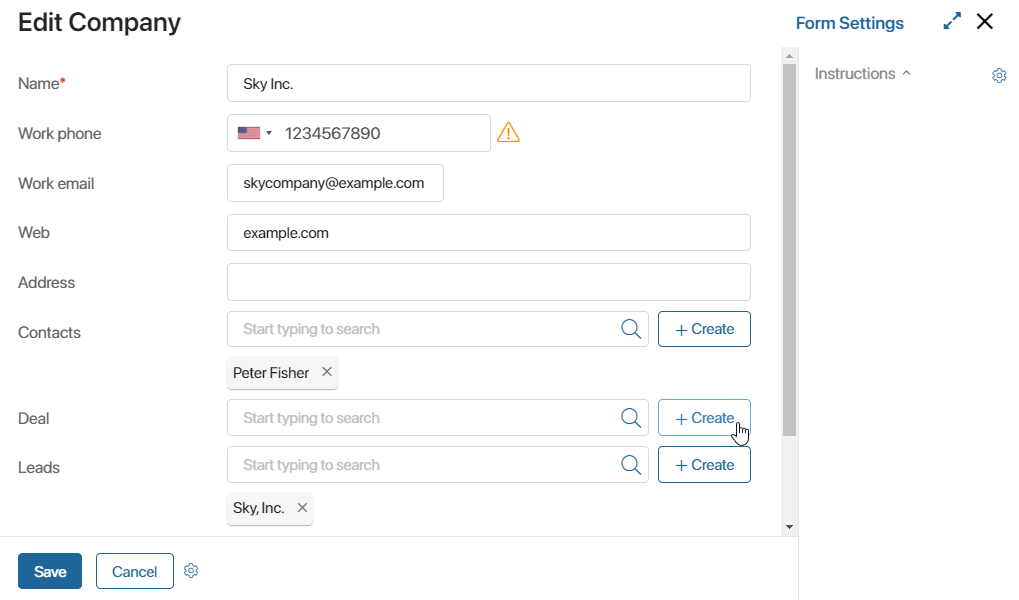 Edit Company
Form Settings
Instructions
Name*
Sky Inc.
Work phone
1234567890
Work email
skycompany@example.com
Web
example.com
Address
Contacts
Start typing to search
+ Create
Peter Fisher
Deal
Start typing to search
+ Create
Leads
Start typing to search
+ Create
Sky, Inc.
Save
Cancel